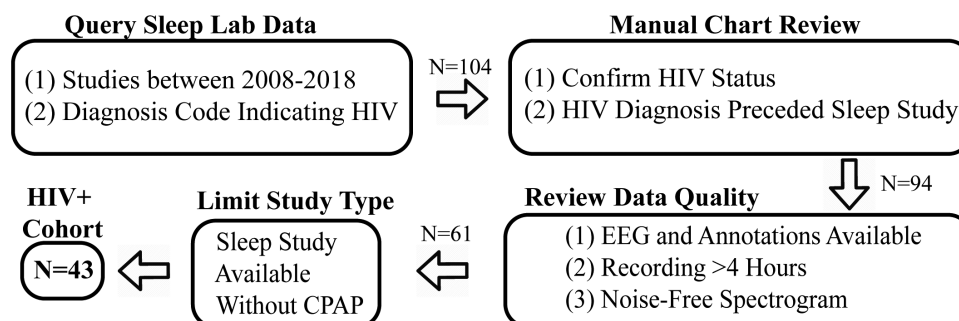 Query Sleep Lab Data
(1) Studies between 2008-2018
(2) Diagnosis Code Indicating HIV
N=104
Manual Chart Review
(1) Confirm HIV Status
(2) HIV Diagnosis Preceded Sleep Study
N=94
Review Data Quality
(1) EEG and Annotations Available
(2) Recording >4 Hours
(3) Noise-Free Spectrogram
N=61
Limit Study Type
Sleep Study
Available
Without CPAP
HIV+
Cohort
N=43